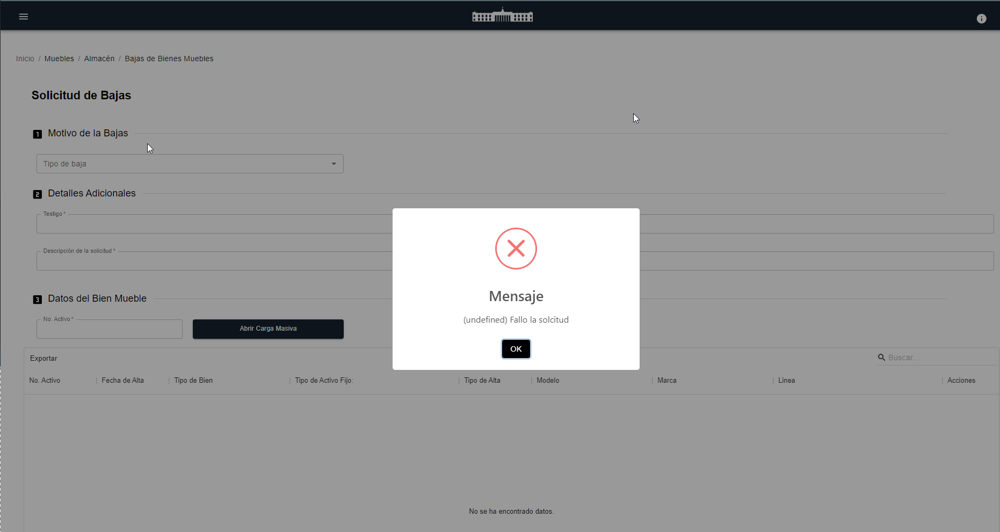 Inicio / Muebles / Almacén / Bajas de Bienes Muebles
Solicitud de Bajas
1 Motivo de la Bajas
Tipo de baja
2 Detalles Adicionales
Testigo *
Descripción de la solicitud *
3 Datos del Bien Mueble
No. Activo *
Abrir Carga Masiva
Mensaje
(undefined) Fallo la solcitud
OK
Exportar
Buscar...
No. Activo Fecha de Alta Tipo de Bien Tipo de Activo Fijo: Tipo de Alta Modelo Marca Linea Acciones
No se ha encontrado datos.